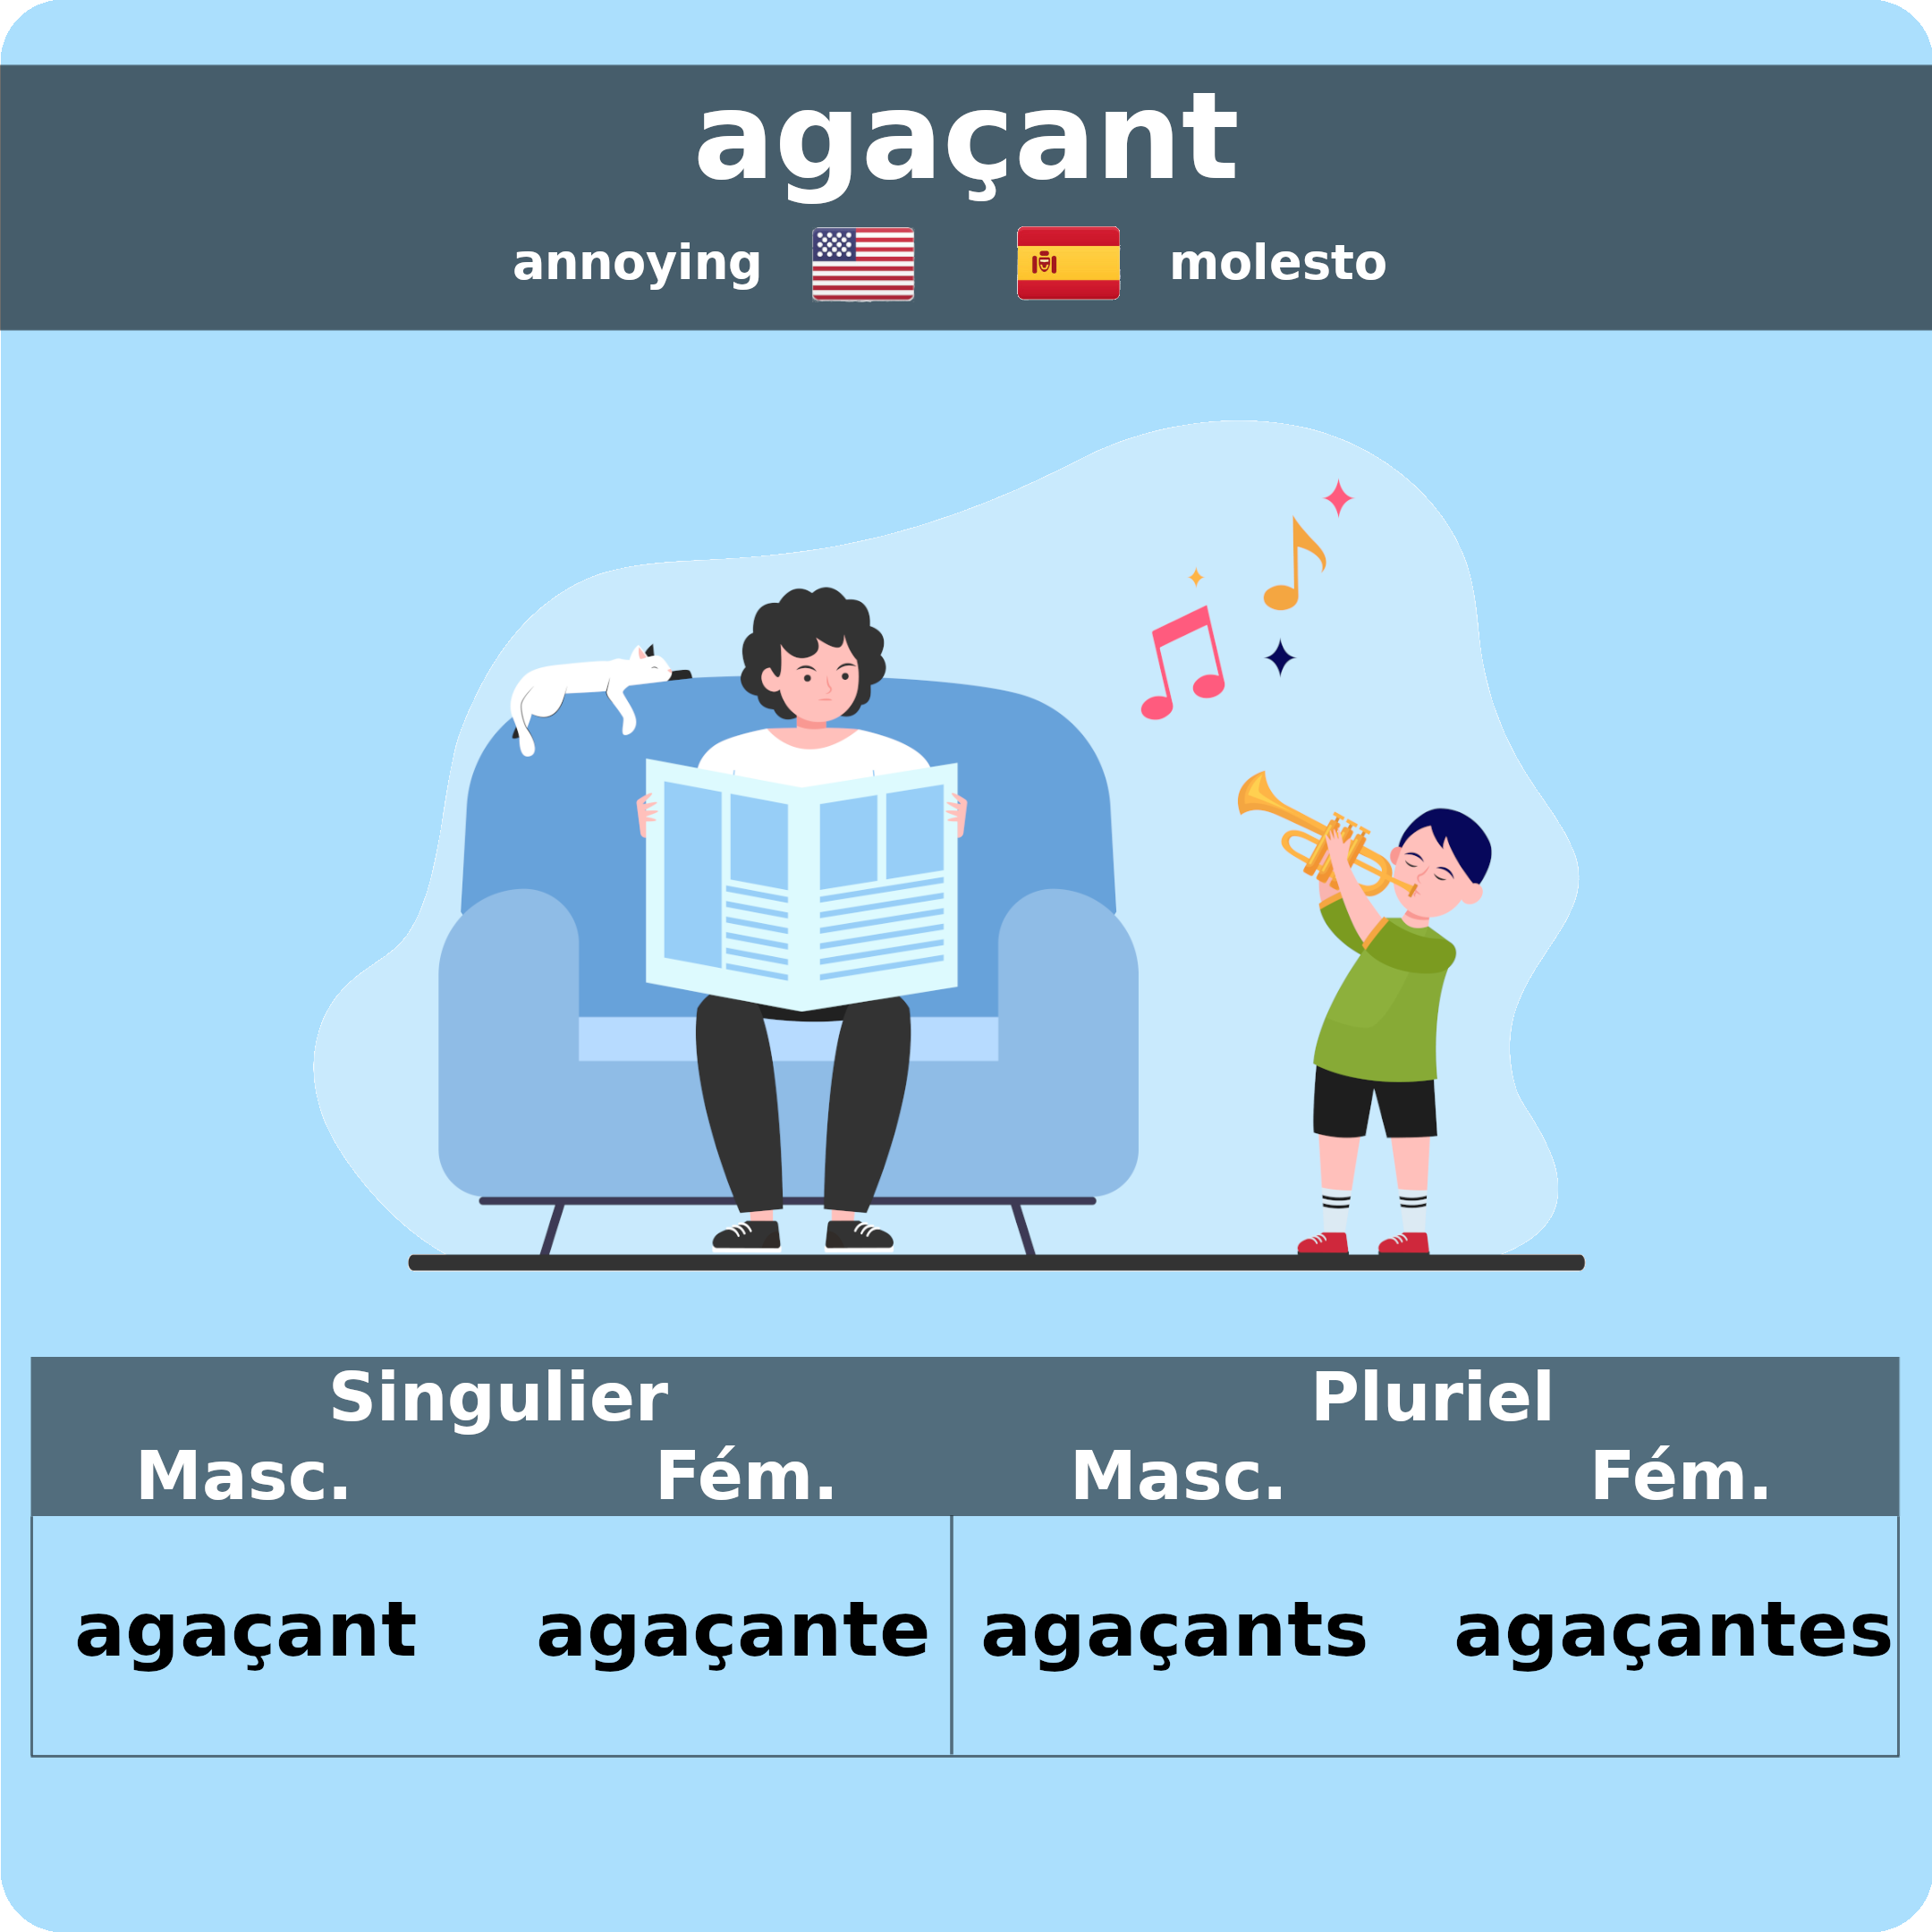 agaçant
annoying molesto
Singulier Pluriel
Masc. Fém. Masc. Fém.
agaçant agaçante agaçants agaçantes